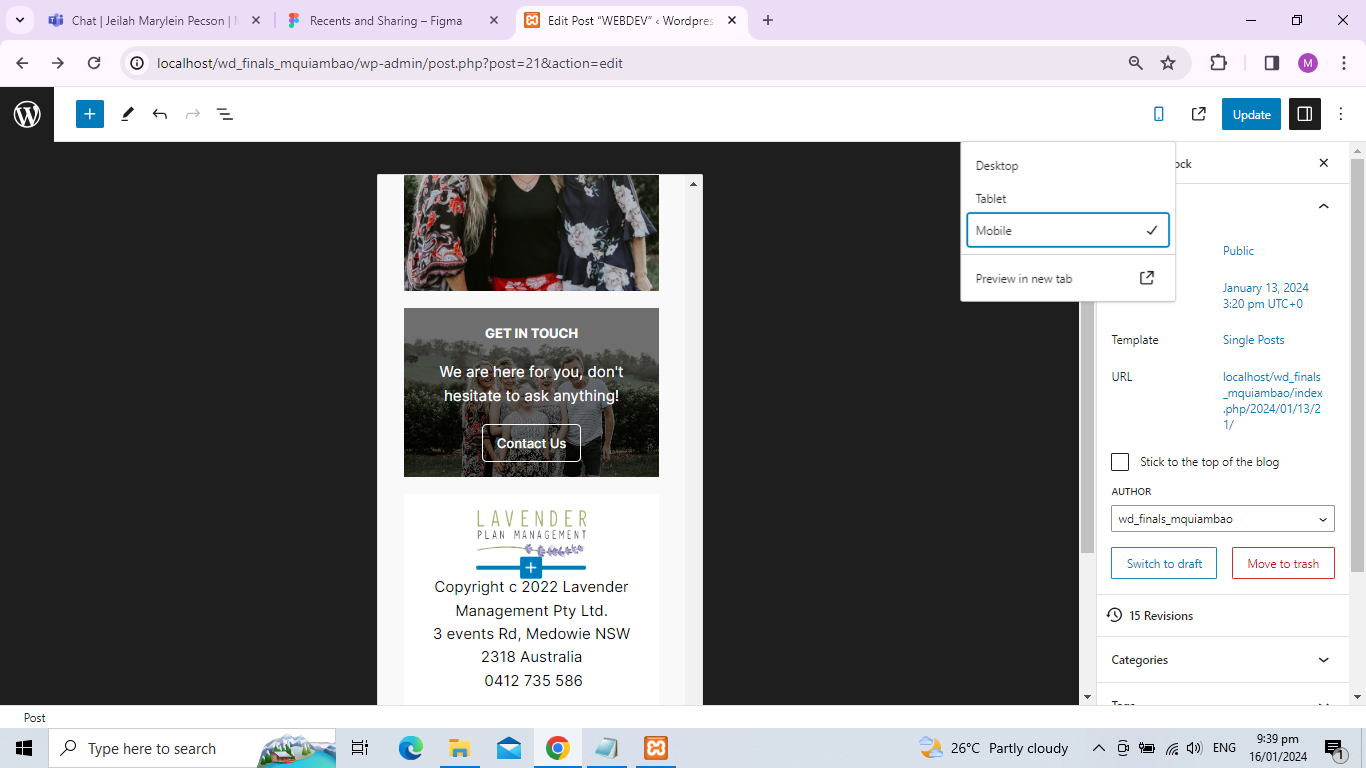 Chat | Jeilah Marylein Pecson |
Recents and Sharing – Figma
Edit Post “WEBDEV” ‹ Wordpres
localhost/wd_finals_mquiambao/wp-admin/post.php?post=21&action=edit
M
Update
Desktop
Tablet
Mobile
Preview in new tab
Public
January 13, 2024
3:20 pm UTC+0
Template
Single Posts
URL
localhost/wd_finals
_mquiambao/index
.php/2024/01/13/2
1/
Stick to the top of the blog
AUTHOR
wd_finals_mquiambao
Switch to draft
Move to trash
15 Revisions
Categories
GET IN TOUCH
We are here for you, don't
hesitate to ask anything!
Contact Us
LAVENDER
PLAN MANAGEMENT
Copyright c 2022 Lavender
Management Pty Ltd.
3 events Rd, Medowie NSW
2318 Australia
0412 735 586
Post
Type here to search
26°C Partly cloudy
ENG
9:39 pm
16/01/2024
1